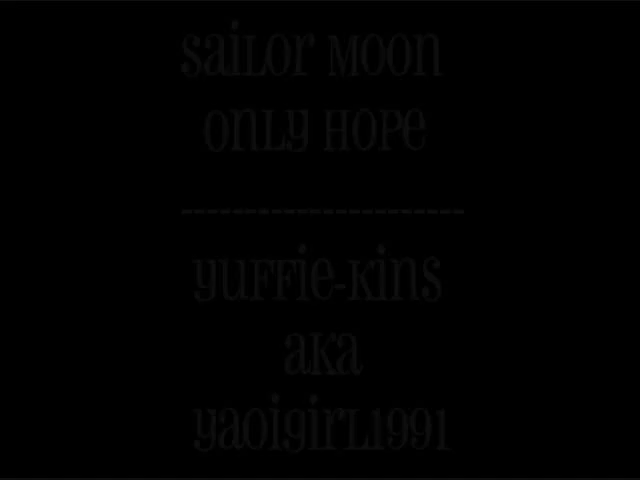 sailor moon
only hope
----------------------
yuffie-kins
aka
yaoigirl1991